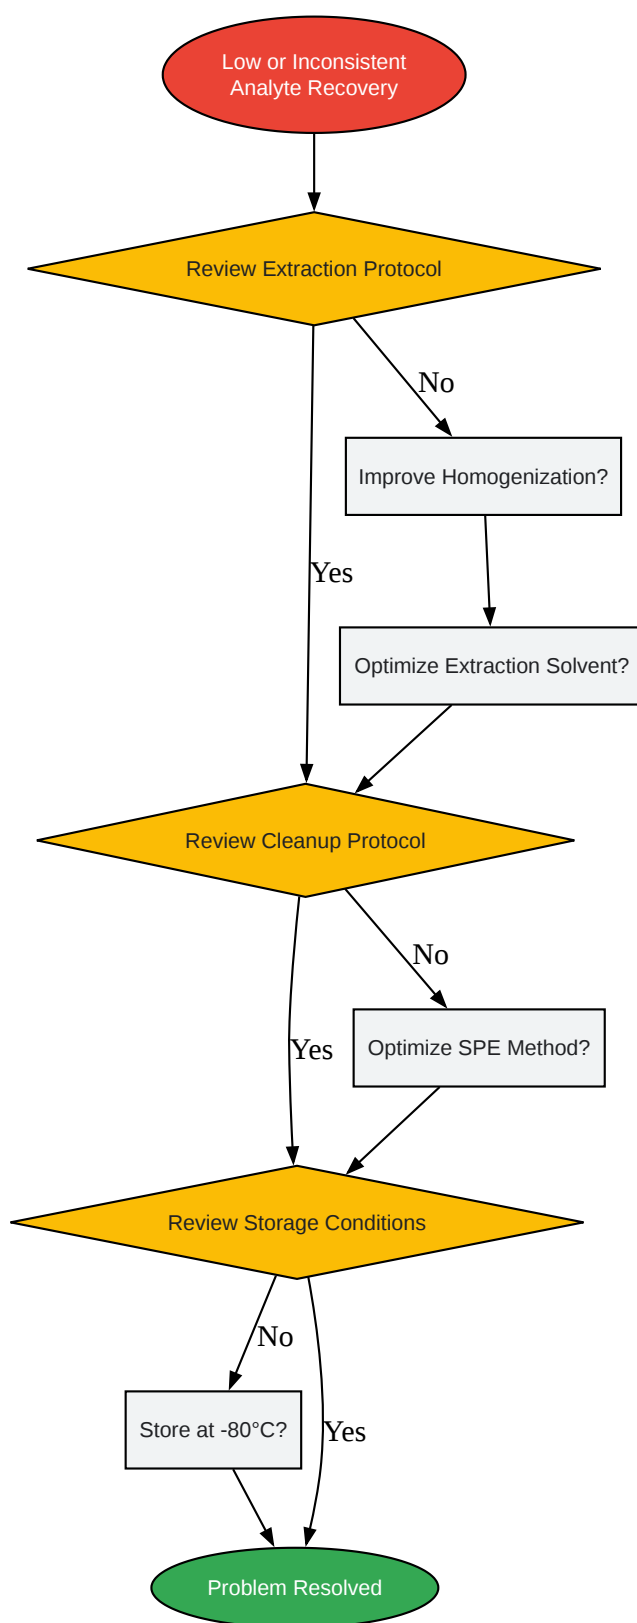 Low or Inconsistent
Analyte Recovery
Review Extraction Protocol
No
Improve Homogenization?
Yes
Optimize Extraction Solvent?
Review Cleanup Protocol
No
Optimize SPE Method?
Yes
Review Storage Conditions
No
Store at -80°C?
Yes
Problem Resolved